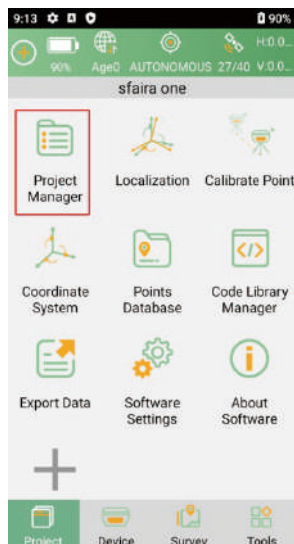 9:13 90%
90% Age0 AUTONOMOUS 27/40 H:0.0... V:0.0...
sfaira one
Project Manager
Localization
Calibrate Point
Coordinate System
Points Database
Code Library Manager
Export Data
Software Settings
About Software
Project Device Survey Tools